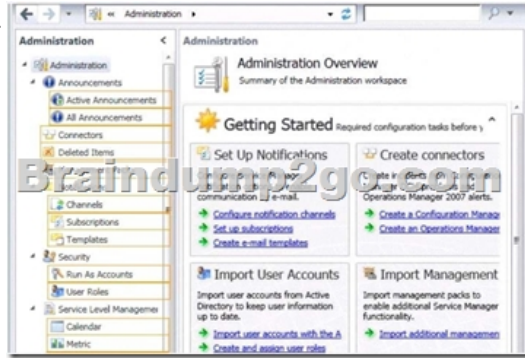 Administration
Administration
Administration
Announcements
Active Announcements
All Announcements
Connectors
Deleted Items
Channels
Subscriptions
Templates
Security
Run As Accounts
User Roles
Service Level Managemer
Calendar
Metric
Administration
Administration Overview
Summary of the Administration workspace
Getting Started Required configuration tasks before y
Braindump2go.com
Set Up Notifications
communication
e-mail.
Configure notification channels
Set up subscriptions
Create e-mail templates
Create connectors
Operations Manager 2007 alerts.
Create a Configuration Manag
Create an Operations Manager
Import User Accounts
Import user accounts from Active
Directory to keep user information
up to date.
Import user accounts with the A
Create and assign user roles
Import Management
Import management packs to
enable additional Service Manager
functionality.
Import additional managemen